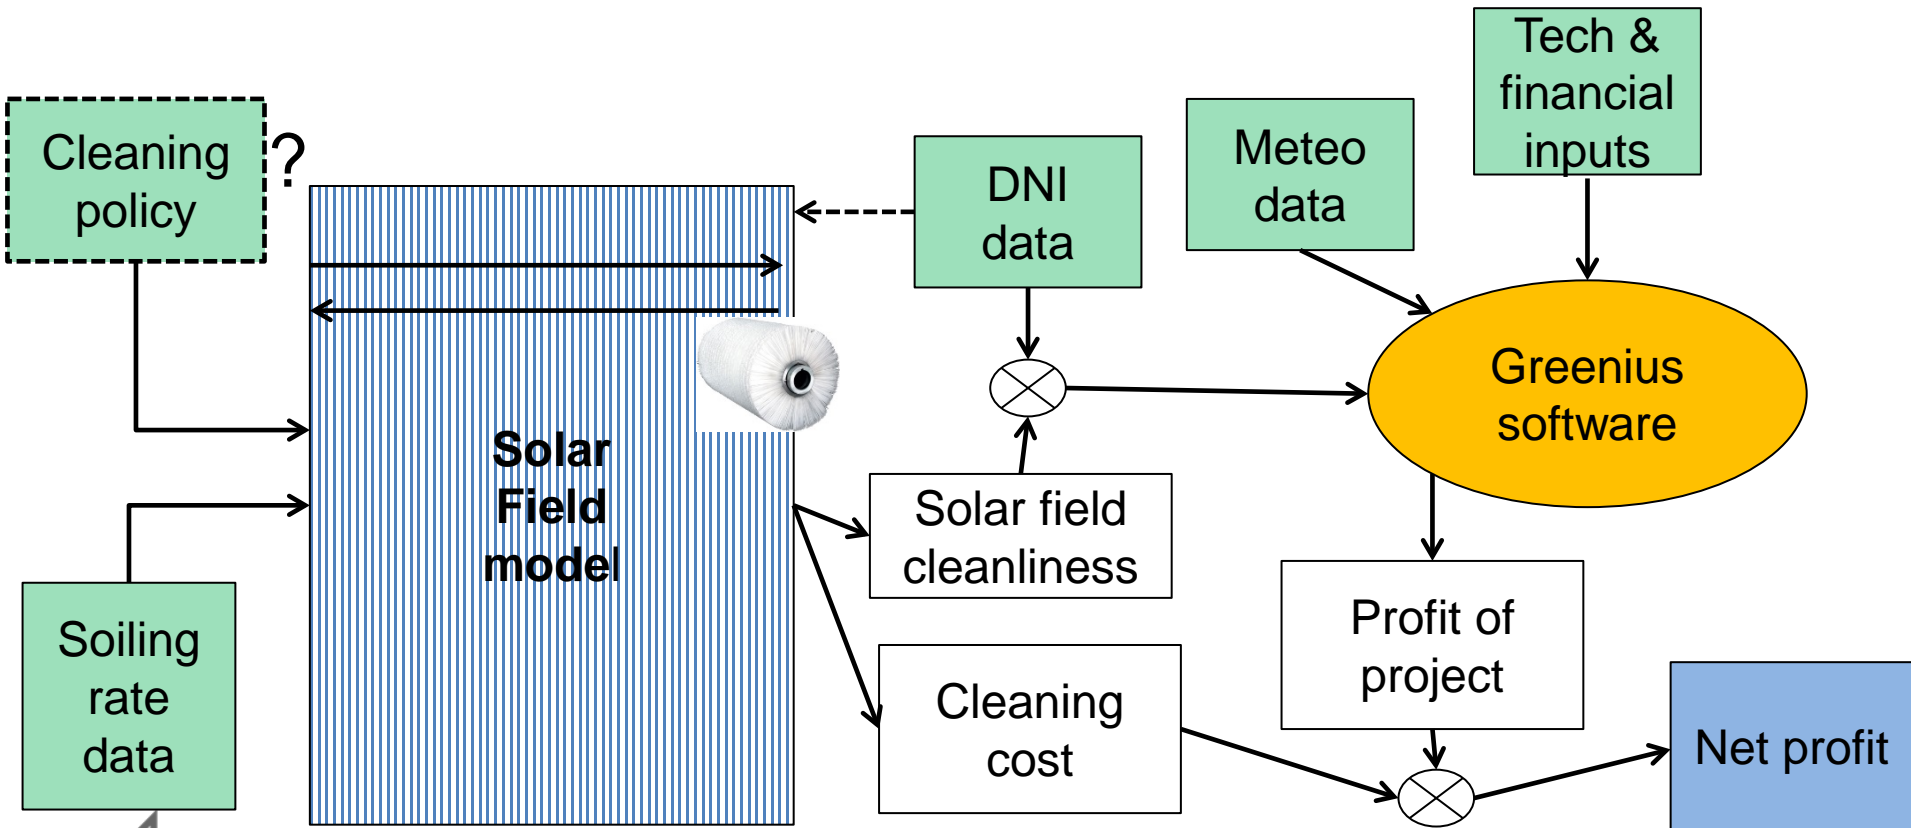 Tech &
financial
inputs
Cleaning
policy
?
DNI
data
Meteo
data
Greenius
software
Solar
Field
model
Solar field
cleanliness
Soiling
rate
data
Cleaning
cost
Profit of
project
Net profit